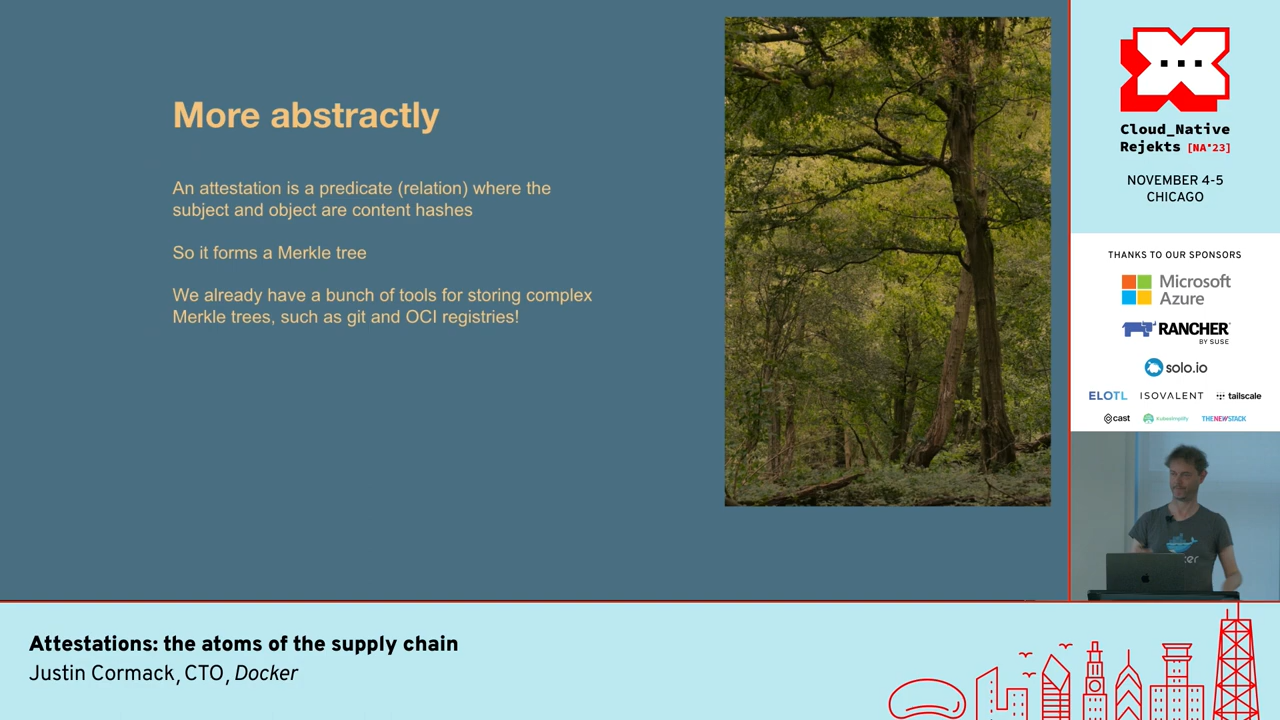 More abstractly
An attestation is a predicate (relation) where the
subject and object are content hashes
So it forms a Merkle tree
We already have a bunch of tools for storing complex
Merkle trees, such as git and OCI registries!
Cloud_Native
Rejekts [NA'23]
NOVEMBER 4-5
CHICAGO
THANKS TO OUR SPONSORS
Microsoft
Azure
RANCHER
BY SUSE
solo.io
ELOTL ISOVALENT tailscale
cast kubesimplify THENEWSTACK
Attestations: the atoms of the supply chain
Justin Cormack, CTO, Docker